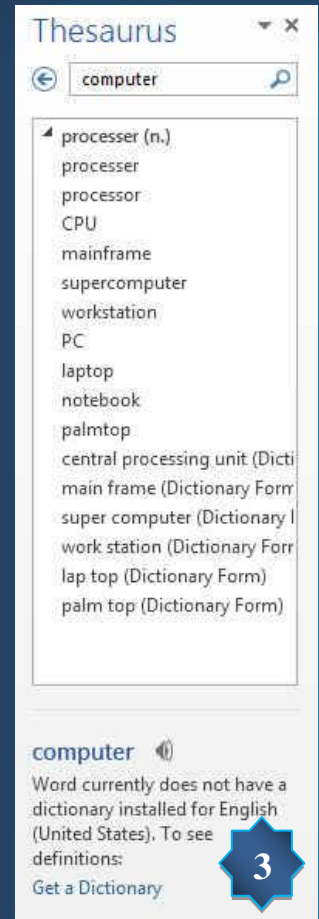 Thesaurus
computer
processer (n.)
processer
processor
CPU
mainframe
supercomputer
workstation
PC
laptop
notebook
palmtop
central processing unit (Dicti
main frame (Dictionary Form
super computer (Dictionary
work station (Dictionary Forr
lap top (Dictionary Form)
palm top (Dictionary Form)
computer
Word currently does not have a
dictionary installed for English
(United States). To see
definitions:
Get a Dictionary
3